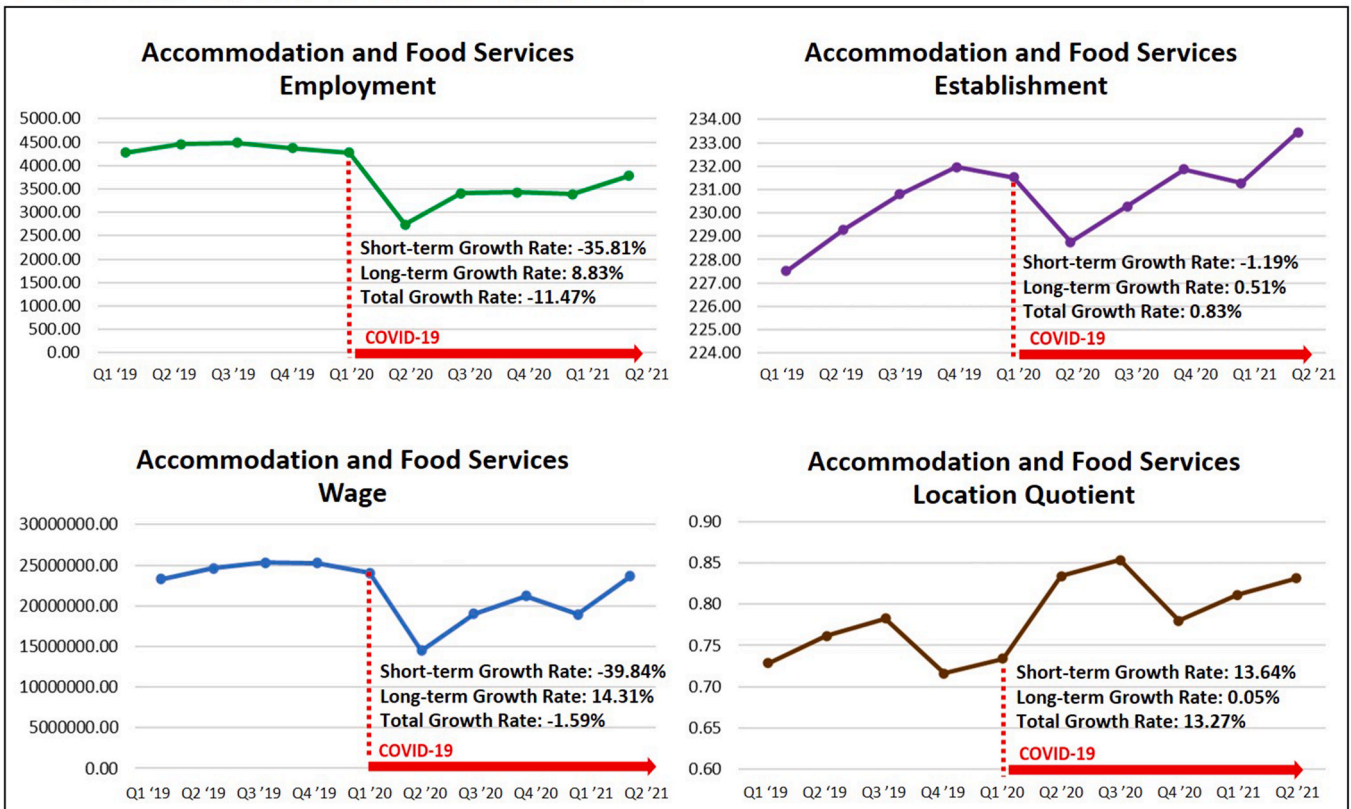 Accommodation and Food Services
Employment
5000.00
4500.00
4000.00
3500.00
3000.00
2500.00
2000.00
1500.00
1000.00
500.00
0.00
Short-term Growth Rate: -35.81%
Long-term Growth Rate: 8.83%
Total Growth Rate: -11.47%
COVID-19
Q1 ‘19 Q2 ‘19 Q3 ’19 Q4 ’19 Q1 ’20 Q2 ’20 Q3 ’20 Q4 ’20 Q1 ’21 Q2 ’21
Accommodation and Food Services
Establishment
234.00
233.00
232.00
231.00
230.00
229.00
228.00
227.00
226.00
225.00
224.00
Short-term Growth Rate: -1.19%
Long-term Growth Rate: 0.51%
Total Growth Rate: 0.83%
COVID-19
Q1 ‘19 Q2 ‘19 Q3 ’19 Q4 ’19 Q1 ’20 Q2 ’20 Q3 ’20 Q4 ’20 Q1 ’21 Q2 ’21
Accommodation and Food Services
Wage
30000000.00
25000000.00
20000000.00
15000000.00
10000000.00
5000000.00
0.00
Short-term Growth Rate: -39.84%
Long-term Growth Rate: 14.31%
Total Growth Rate: -1.59%
COVID-19
Q1 ‘19 Q2 ‘19 Q3 ’19 Q4 ’19 Q1 ’20 Q2 ’20 Q3 ’20 Q4 ’20 Q1 ’21 Q2 ’21
Accommodation and Food Services
Location Quotient
0.90
0.85
0.80
0.75
0.70
0.65
0.60
Short-term Growth Rate: 13.64%
Long-term Growth Rate: 0.05%
Total Growth Rate: 13.27%
COVID-19
Q1 ‘19 Q2 ‘19 Q3 ’19 Q4 ’19 Q1 ’20 Q2 ’20 Q3 ’20 Q4 ’20 Q1 ’21 Q2 ’21